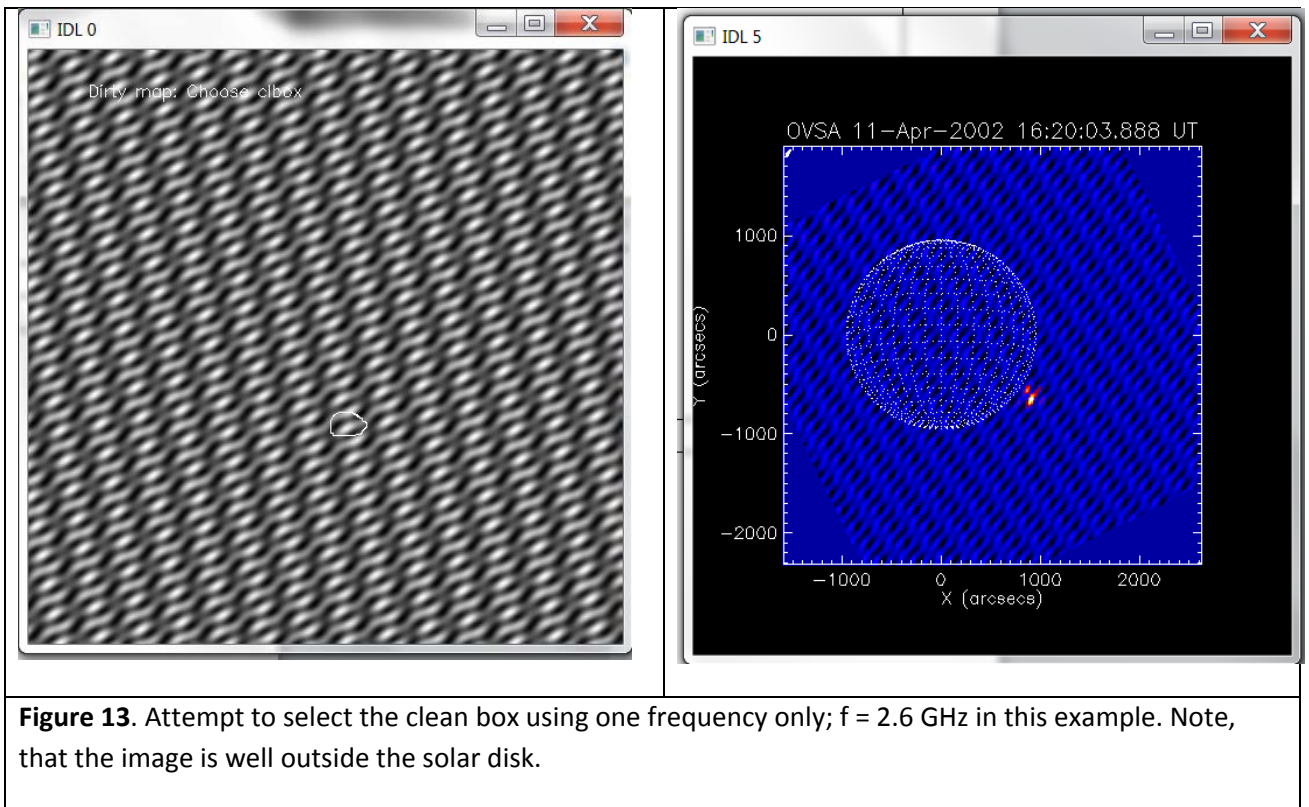 IDL 0
Dirty map: Choose clbox
IDL 5
OVSA 11-Apr-2002 16:20:03.888 UT
1000
0
-1000
-2000
Y (arcsecs)
-1000 0 1000 2000
X (arcsecs)
Figure 13. Attempt to select the clean box using one frequency only; f = 2.6 GHz in this example. Note,
that the image is well outside the solar disk.